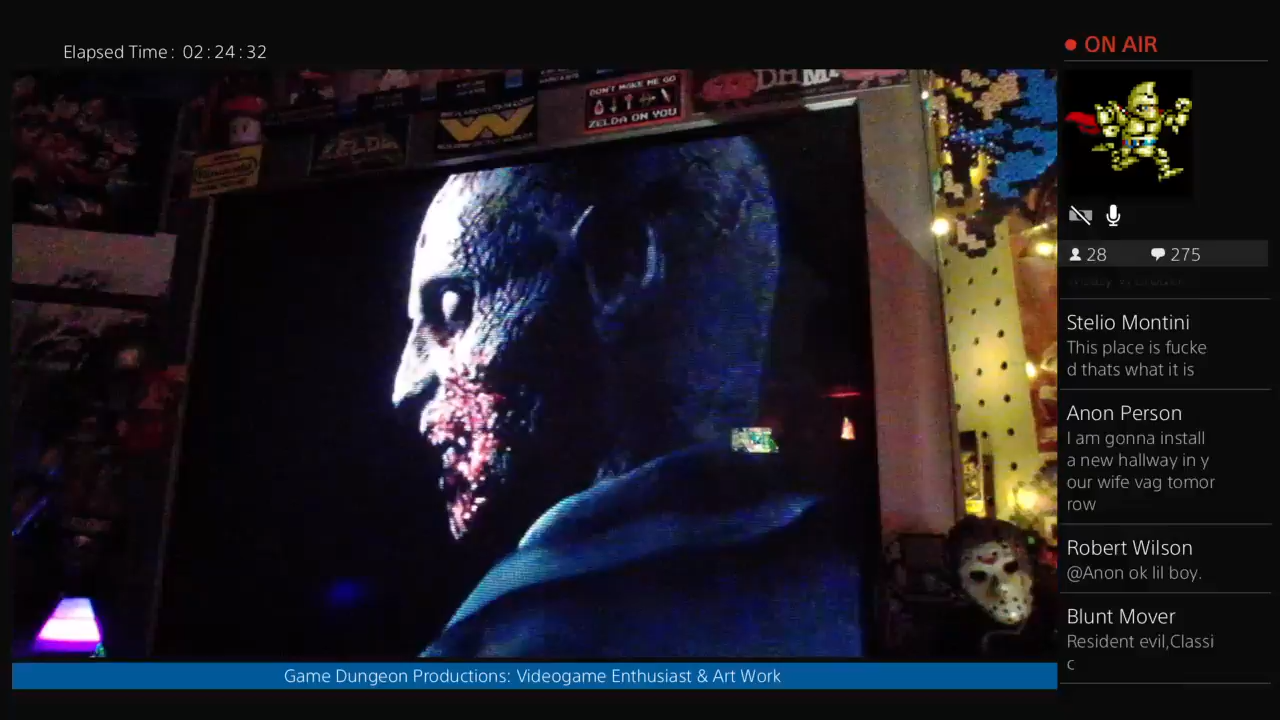 Elapsed Time: 02:24:32
ON AIR
DHMI
DON'T MAKE ME GO
ZELDA ON YOU
ZELDA
Nintendo
28 275
Stelio Montini
This place is fucke
d thats what it is
Anon Person
I am gonna install
a new hallway in y
our wife vag tomor
row
Robert Wilson
@Anon ok lil boy.
Blunt Mover
Resident evil,Classi
c
Game Dungeon Productions: Videogame Enthusiast & Art Work